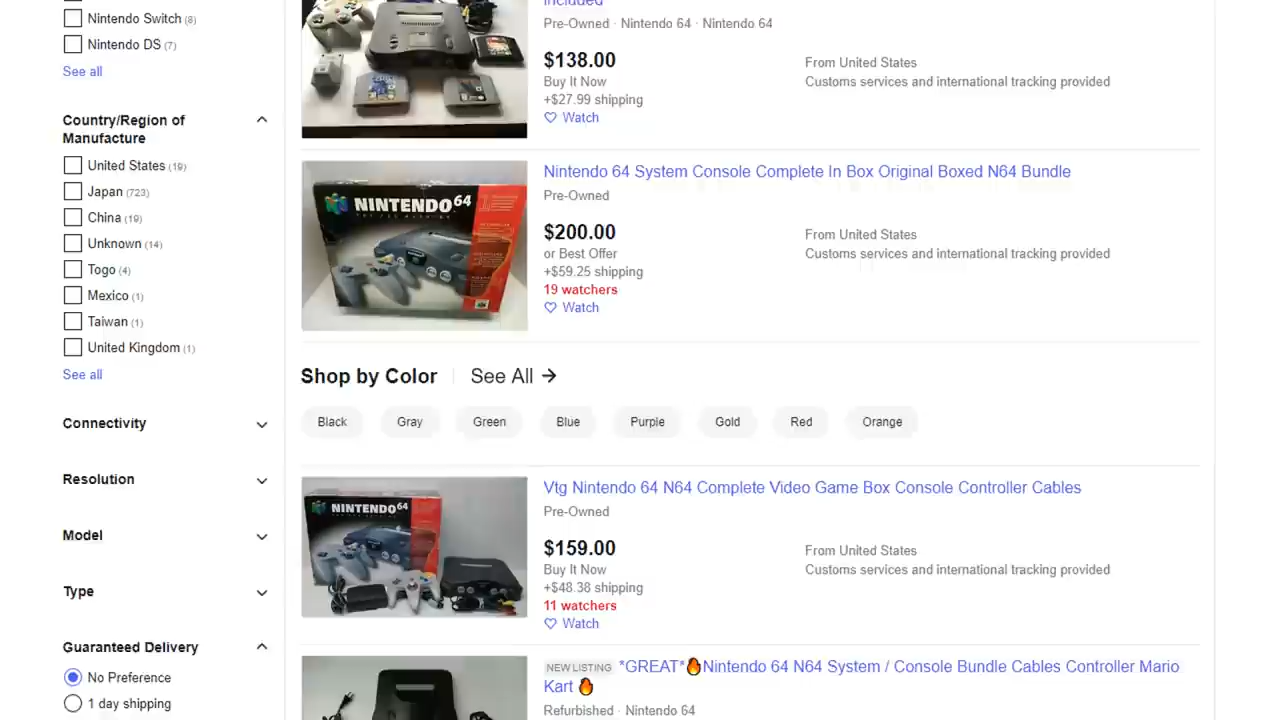 Nintendo Switch (8)
Nintendo DS (7)
See all
Country/Region of
Manufacture
United States (19)
Japan (723)
China (19)
Unknown (14)
Togo (4)
Mexico (1)
Taiwan (1)
United Kingdom (1)
See all
Connectivity
Resolution
Model
Type
Guaranteed Delivery
No Preference
1 day shipping
included
Pre-Owned · Nintendo 64 · Nintendo 64
$138.00
Buy It Now
+$27.99 shipping
Watch
From United States
Customs services and international tracking provided
NINTENDO 64
Nintendo 64 System Console Complete In Box Original Boxed N64 Bundle
Pre-Owned
$200.00
or Best Offer
+$59.25 shipping
19 watchers
Watch
From United States
Customs services and international tracking provided
Shop by Color
See All →
Black
Gray
Green
Blue
Purple
Gold
Red
Orange
NINTENDO 64
Vtg Nintendo 64 N64 Complete Video Game Box Console Controller Cables
Pre-Owned
$159.00
Buy It Now
+$48.38 shipping
11 watchers
Watch
From United States
Customs services and international tracking provided
NEW LISTING *GREAT*🔥Nintendo 64 N64 System / Console Bundle Cables Controller Mario
Kart 🔥
Refurbished · Nintendo 64